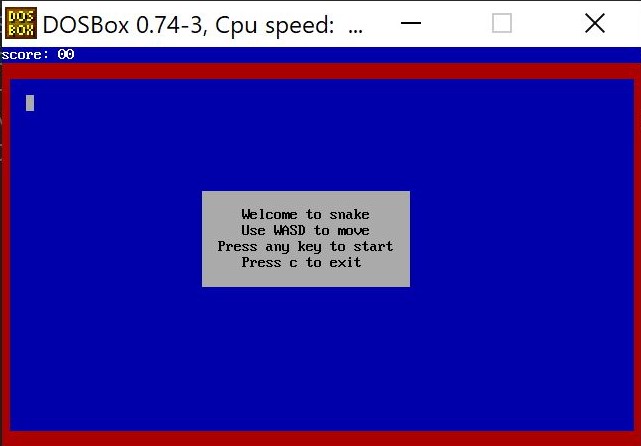 DOS
BOX
DOSBox 0.74-3, Cpu speed: ...
score: 00
Welcome to snake
Use WASD to move
Press any key to start
Press c to exit